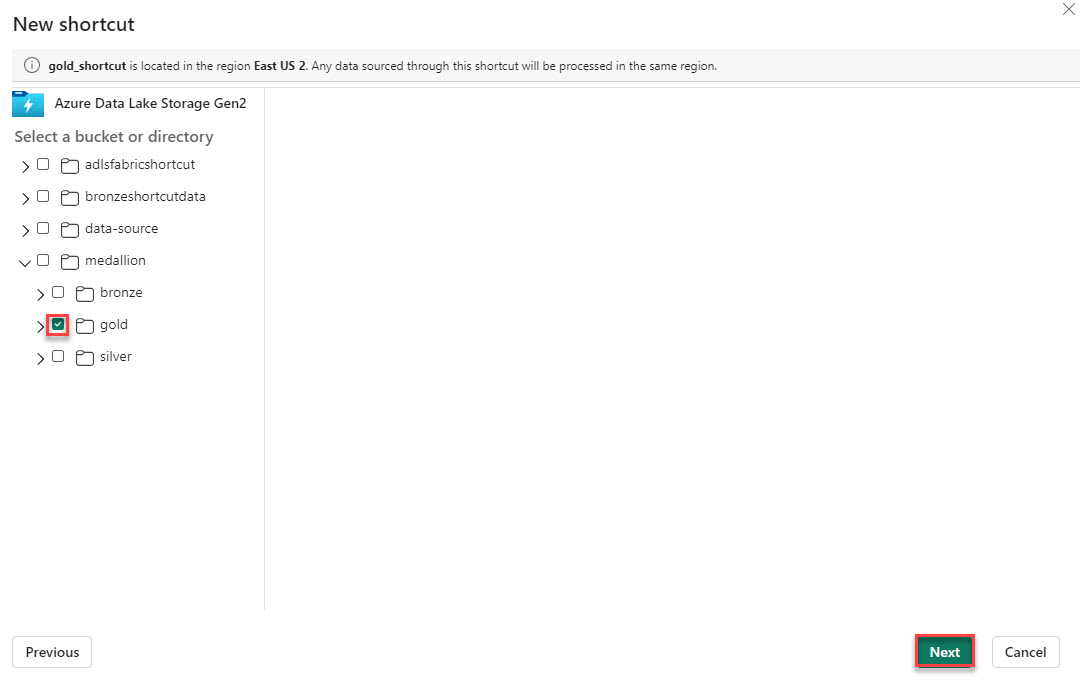 New shortcut
gold_shortcut is located in the region East US 2. Any data sourced through this shortcut will be processed in the same region.
Azure Data Lake Storage Gen2
Select a bucket or directory
adlsfabricshortcut
bronzeshortcutdata
data-source
medallion
bronze
gold
silver
Previous
Next
Cancel